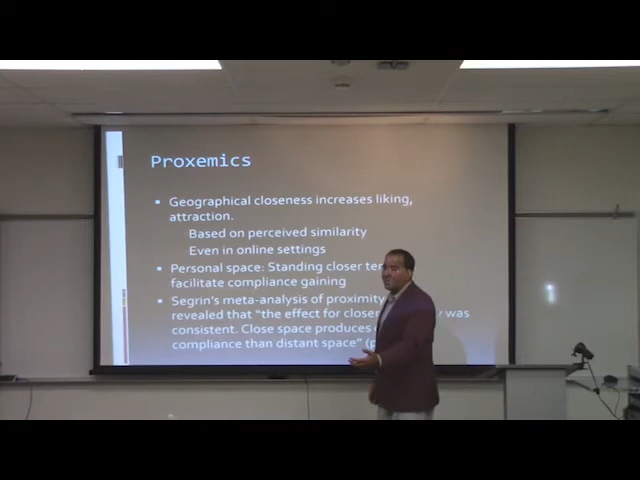 Proxemics
Geographical closeness increases liking,
attraction.
Based on perceived similarity
Even in online settings
Personal space: Standing closer
facilitate compliance gaining
Segrin's meta-analysis of proximity
revealed that "the effect for was
consistent. Close space produces
compliance than distant space"